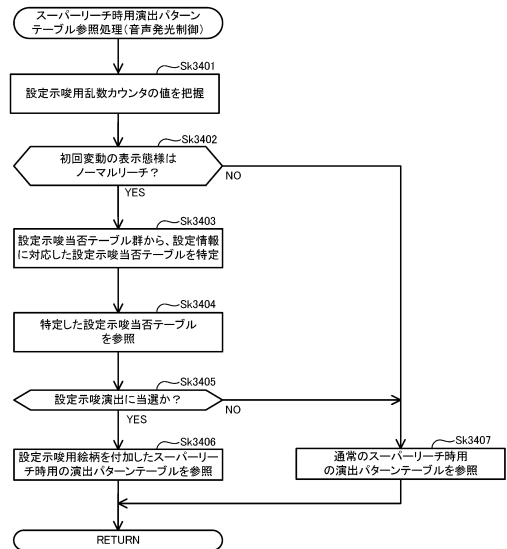 スーパーリーチ時用演出パターン
テーブル参照処理(音声発光制御)
Sk3401
設定示唆用乱数カウンタの値を把握
Sk3402
初回変動の表示態様は
ノーマルリーチ？
NO
YES
Sk3403
設定示唆当否テーブル群から、設定情報
に対応した設定示唆当否テーブルを特定
Sk3404
特定した設定示唆当否テーブル
を参照
Sk3405
設定示唆演出に当選か？
NO
YES
Sk3406
設定示唆用絵柄を付加したスーパーリー
チ時用の演出パターンテーブルを参照
Sk3407
通常のスーパーリーチ時用
の演出パターンテーブルを参照
RETURN